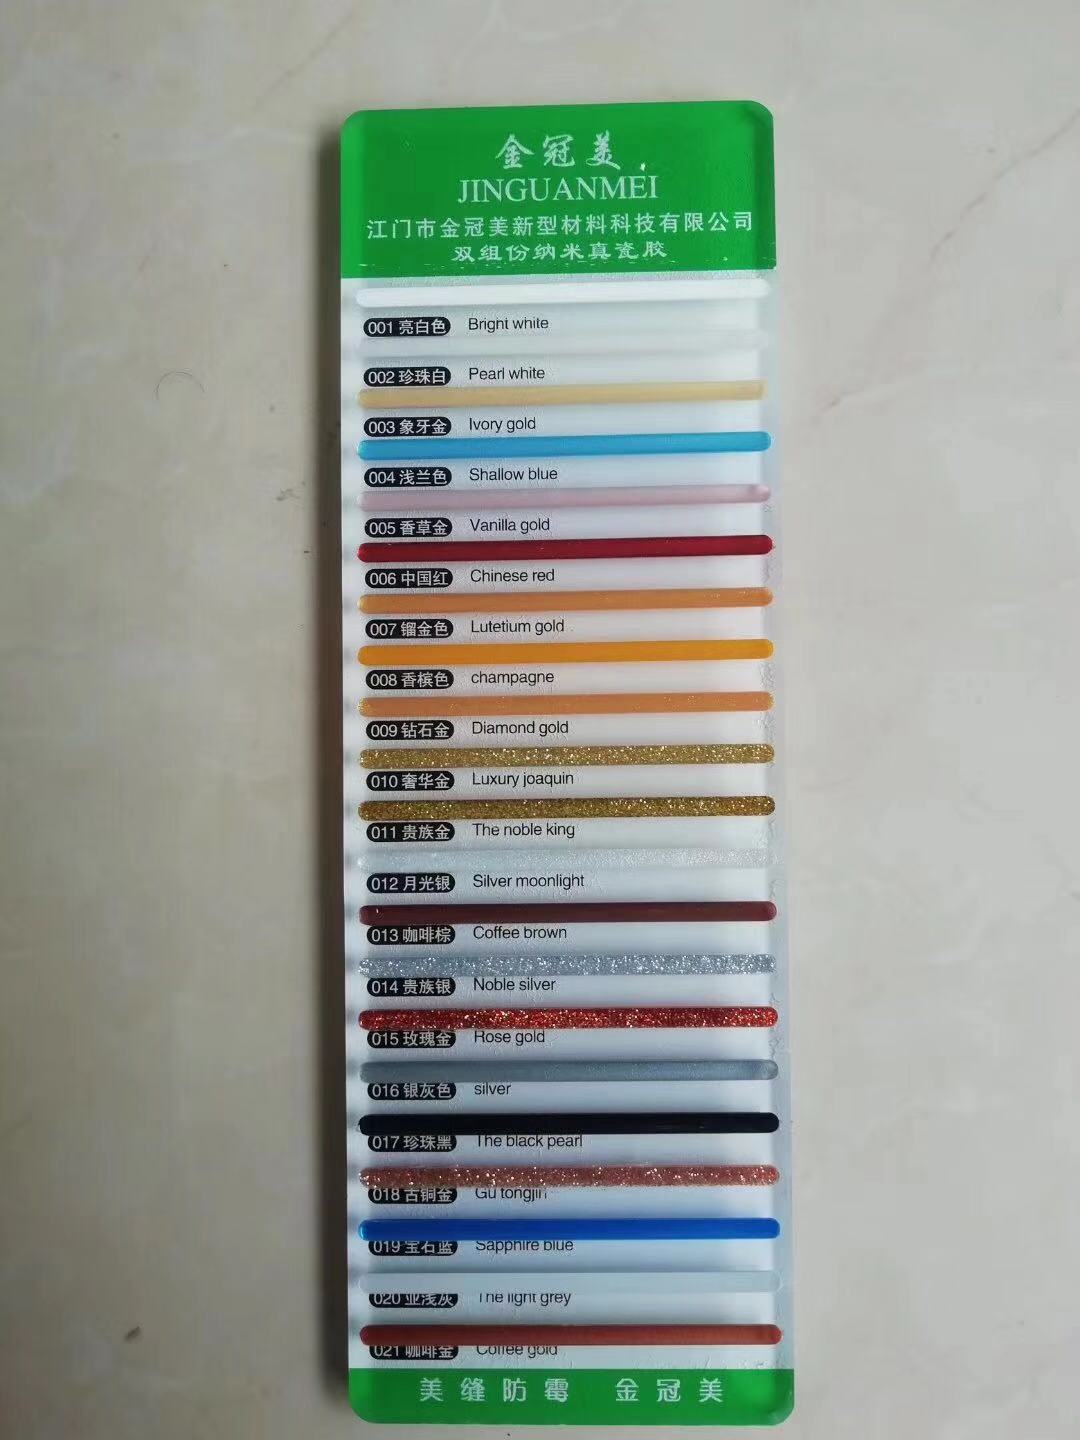 金冠美
JINGUANMEI
江门市金冠美新型材料科技有限公司
双组份纳米真瓷胶
001 亮白色 Bright white
002 珍珠白 Pearl white
003 象牙金 Ivory gold
004 浅兰色 Shallow blue
005 香草金 Vanilla gold
006 中国红 Chinese red
007 镏金色 Lutetium gold
008 香槟色 champagne
009 钻石金 Diamond gold
010 奢华金 Luxury joaquin
011 贵族金 The noble king
012 月光银 Silver moonlight
013 咖啡棕 Coffee brown
014 贵族银 Noble silver
015 玫瑰金 Rose gold
016 银灰色 silver
017 珍珠黑 The black pearl
018 古铜金 Gu tongjin
019 宝石蓝 Sapphire blue
020 亚浅灰 The light grey
021 咖啡金 Coffee gold
美缝防霉 金冠美